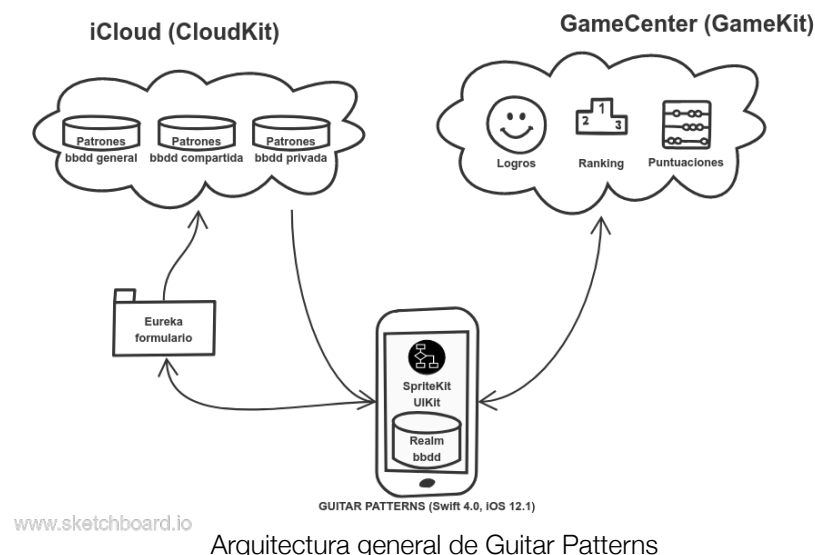 iCloud (CloudKit)
GameCenter (GameKit)
Patrones
bbdd general
Patrones
bbdd compartida
Patrones
bbdd privada
Logros
1
2
3
Ranking
Puntuaciones
Eureka
formulario
SpriteKit
UIKit
Realm
bbdd
GUITAR PATTERNS (Swift 4.0, iOS 12.1)
www.sketchboard.io
Arquitectura general de Guitar Patterns